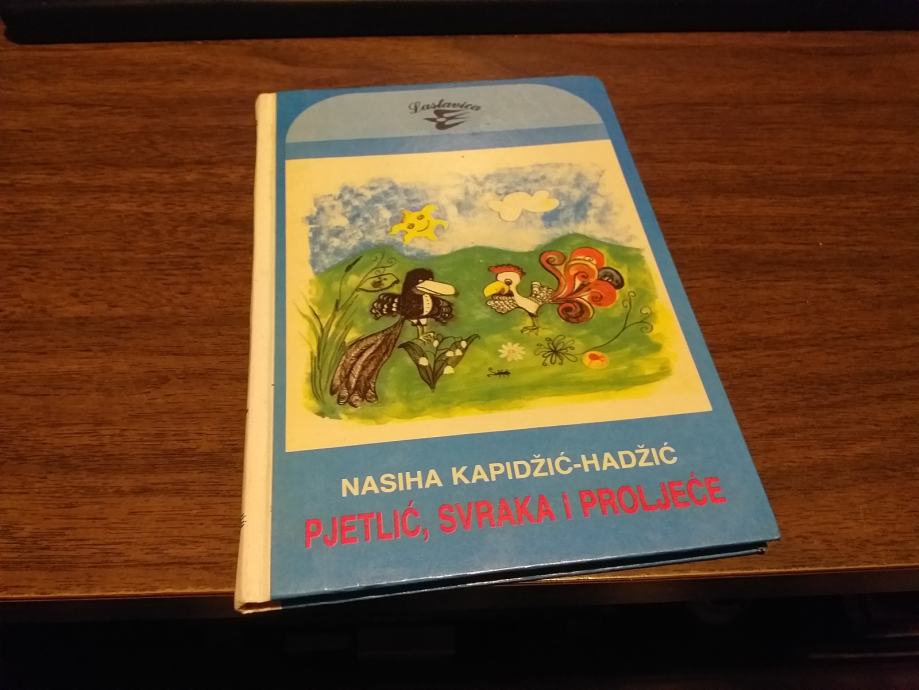 Lastavica
NASIHA KAPIDŽIĆ-HADŽIĆ
PJETLIĆ, SVRAKA I PROLJEĆE